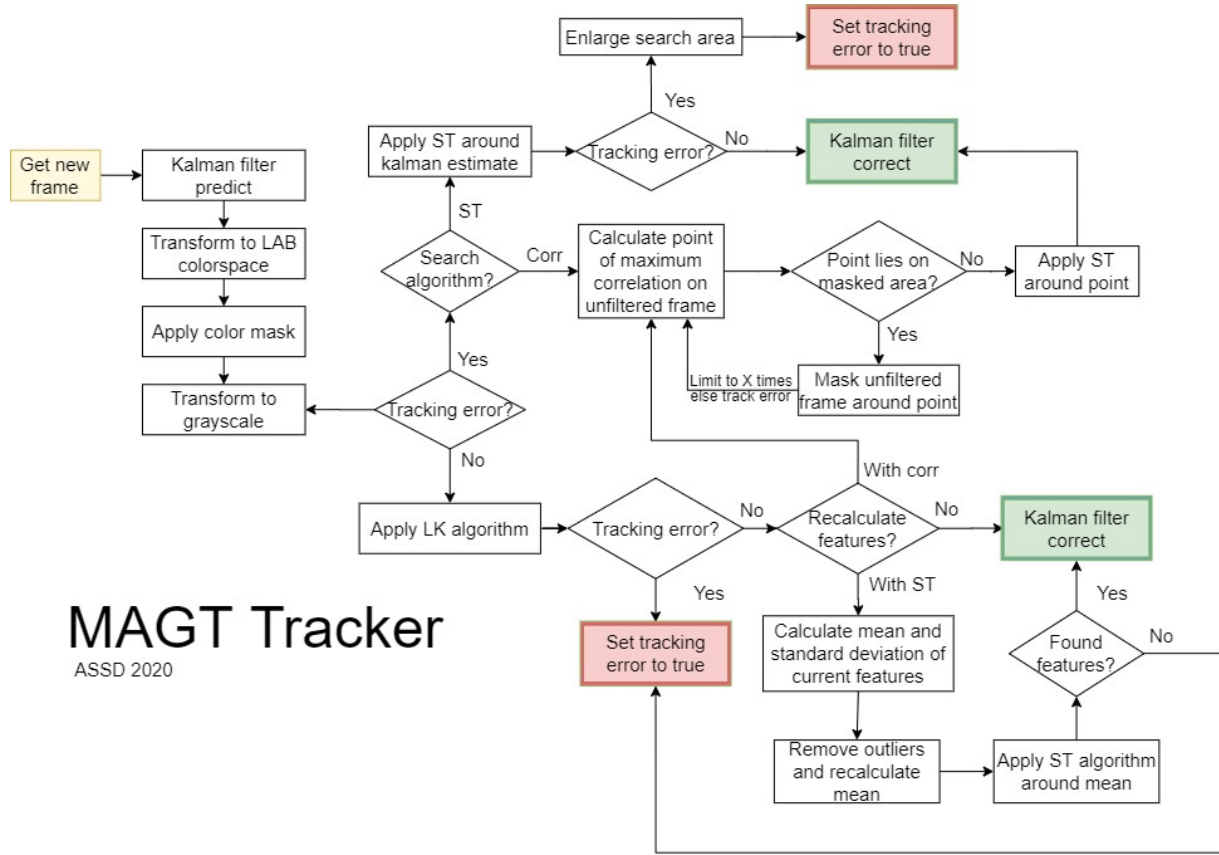 Enlarge search area
Set tracking
error to true
Yes
Apply ST around
kalman estimate
Tracking error?
No
Kalman filter
correct
Get new
frame
Kalman filter
predict
ST
Transform to LAB
colorspace
Search
algorithm?
Corr
Calculate point
of maximum
correlation on
unfiltered frame
Point lies on
masked area?
No
Apply ST
around point
Apply color mask
Yes
Yes
Limit to X times
else track error
Mask unfiltered
frame around point
Transform to
grayscale
Tracking error?
No
With corr
Apply LK algorithm
Tracking error?
No
Recalculate
features?
No
Kalman filter
correct
Yes
With ST
Yes
MAGT Tracker
ASSD 2020
Set tracking
error to true
Calculate mean and
standard deviation of
current features
Found
features?
No
Remove outliers
and recalculate
mean
Apply ST algorithm
around mean